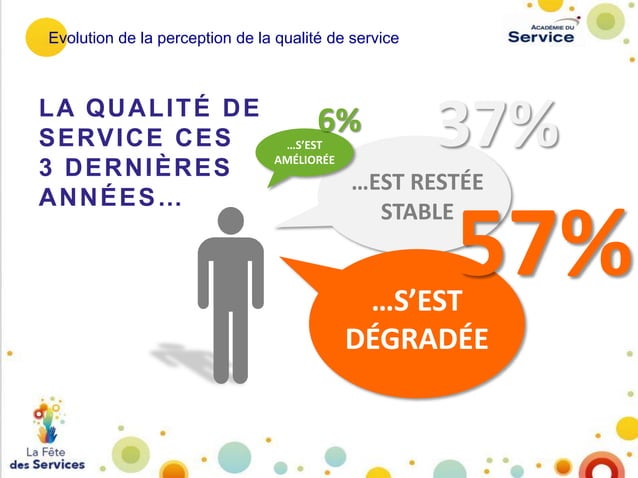 Evolution de la perception de la qualité de service
ACADÉMIE DU
Service
LA QUALITÉ DE
SERVICE CES
3 DERNIÈRES
ANNÉES...
6%
...S'EST
AMÉLIORÉE
37%
...EST RESTÉE
STABLE
57%
...S'EST
DÉGRADÉE
La Fête
des Services